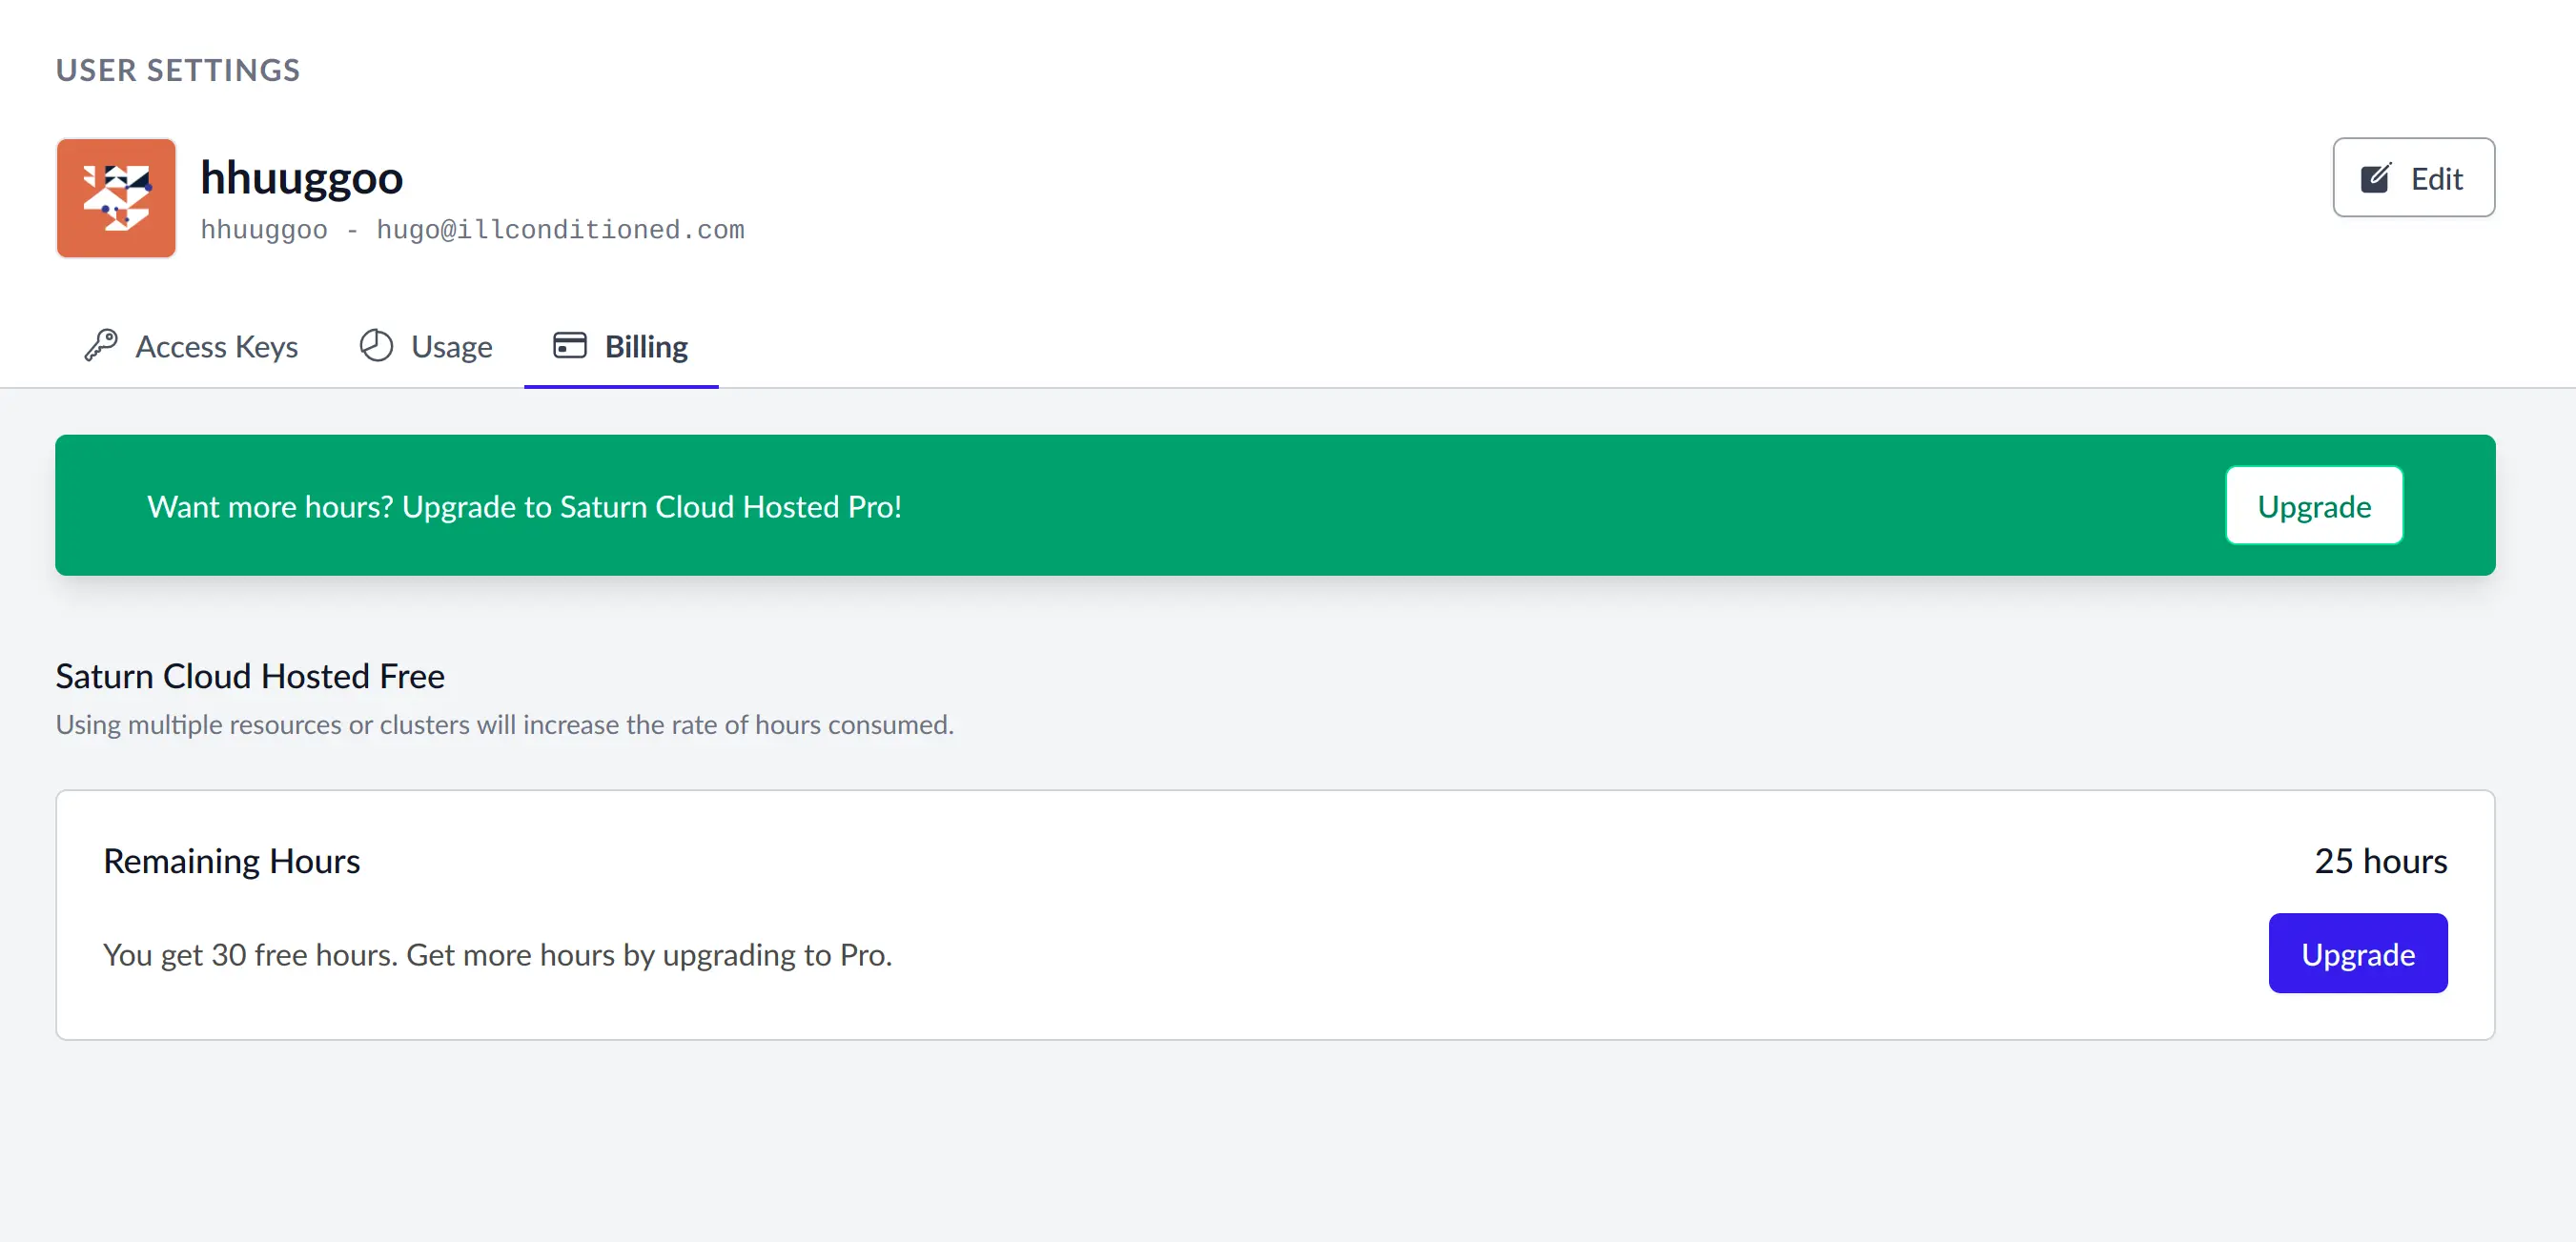 USER SETTINGS
hhuuggoo
hhuuggoo - hugo@illconditioned.com
Edit
Access Keys
Usage
Billing
Want more hours? Upgrade to Saturn Cloud Hosted Pro!
Upgrade
Saturn Cloud Hosted Free
Using multiple resources or clusters will increase the rate of hours consumed.
Remaining Hours
25 hours
You get 30 free hours. Get more hours by upgrading to Pro.
Upgrade